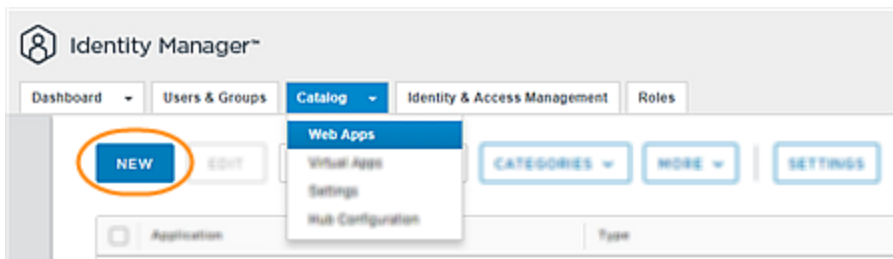 Identity Manager™
Dashboard Users & Groups Catalog Identity & Access Management Roles
Web Apps
NEW EDIT Virtual Apps CATEGORIES MORE SETTINGS
Settings
Hub Configuration
Application Type